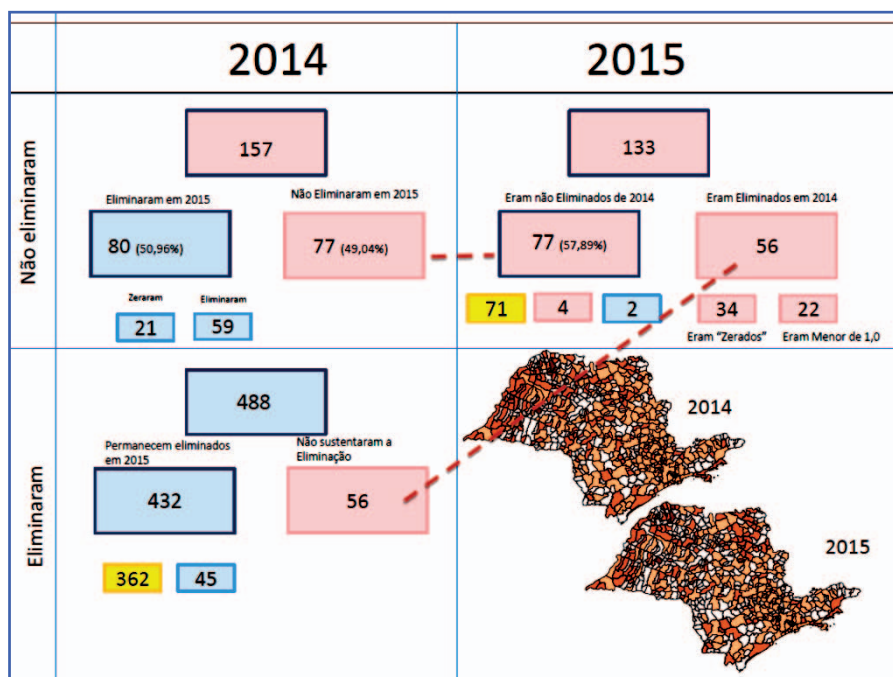 2014
2015
Não eliminaram
157
133
Eliminaram em 2015
Não Eliminaram em 2015
Eram não Eliminados de 2014
Eram Eliminados em 2014
80 (50,96%)
77 (49,04%)
77 (57,89%)
56
Zeraram
Eliminaram
21
59
71
4
2
34
22
Eram "Zerados"
Eram Menor de 1,0
Eliminaram
488
Permanecem eliminados
em 2015
Não sustentaram a
Eliminação
432
56
362
45
2014
2015